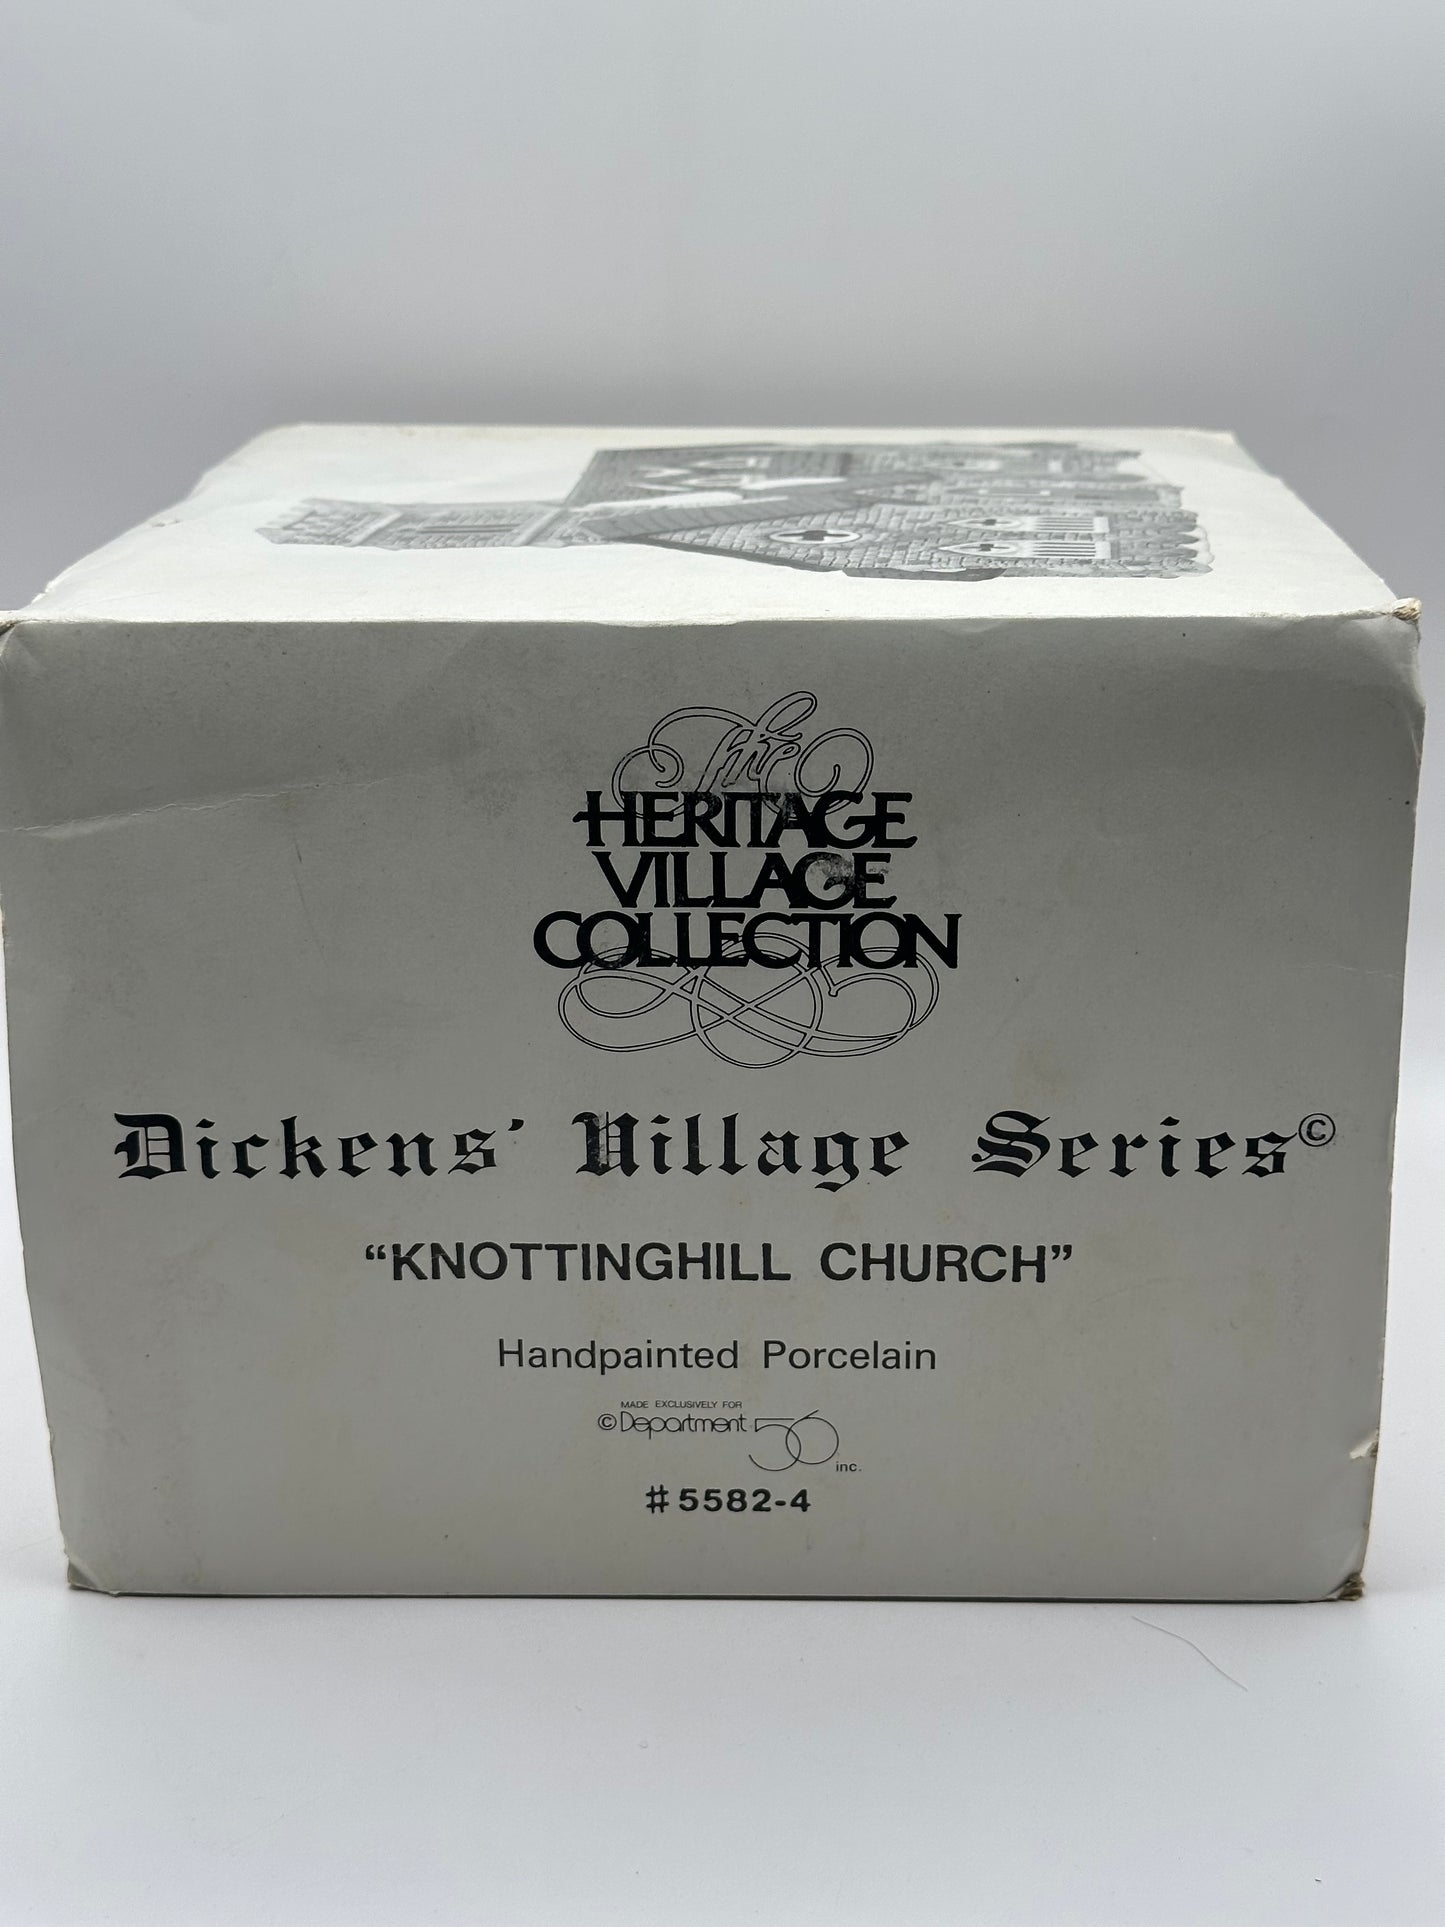 The
HERITAGE
VILLAGE
COLLECTION
Dickens' Village Series©
“KNOTTINGHILL CHURCH”
Handpainted Porcelain
MADE EXCLUSIVELY FOR
© Department 56 inc.
#5582-4